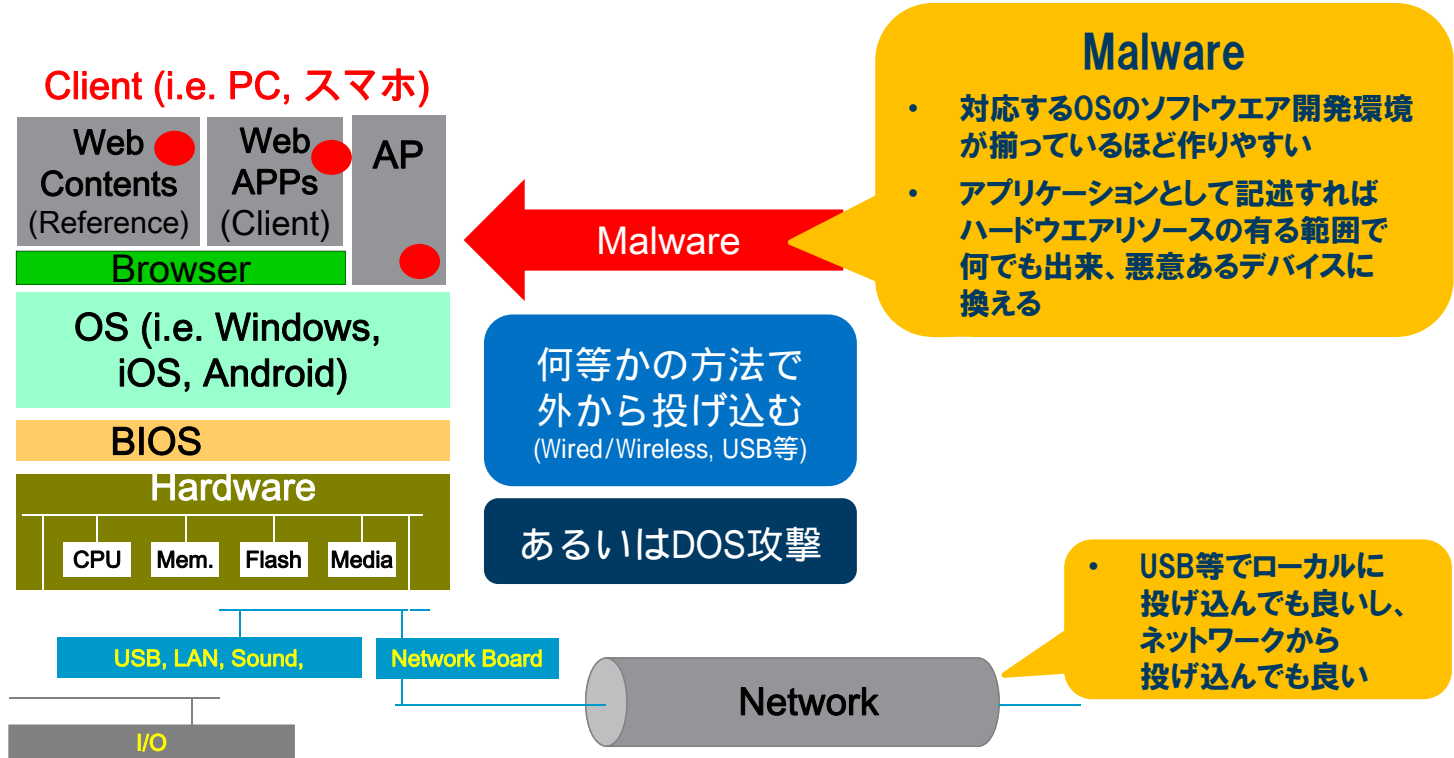 Client (i.e. PC, スマホ)
Web
Contents
(Reference)
Web
APPs
(Client)
AP
Browser
OS (i.e. Windows,
iOS, Android)
BIOS
Hardware
CPU
Mem.
Flash
Media
USB, LAN, Sound,
Network Board
I/O
Malware
何等かの方法で
外から投げ込む
(Wired/Wireless, USB等)
あるいはDOS攻撃
Network
Malware
• 対応するOSのソフトウエア開発環境
が揃っているほど作りやすい
• アプリケーションとして記述すれば
ハードウエアリソースの有る範囲で
何でも出来、悪意あるデバイスに
換える
• USB等でローカルに
投げ込んでも良いし、
ネットワークから
投げ込んでも良い